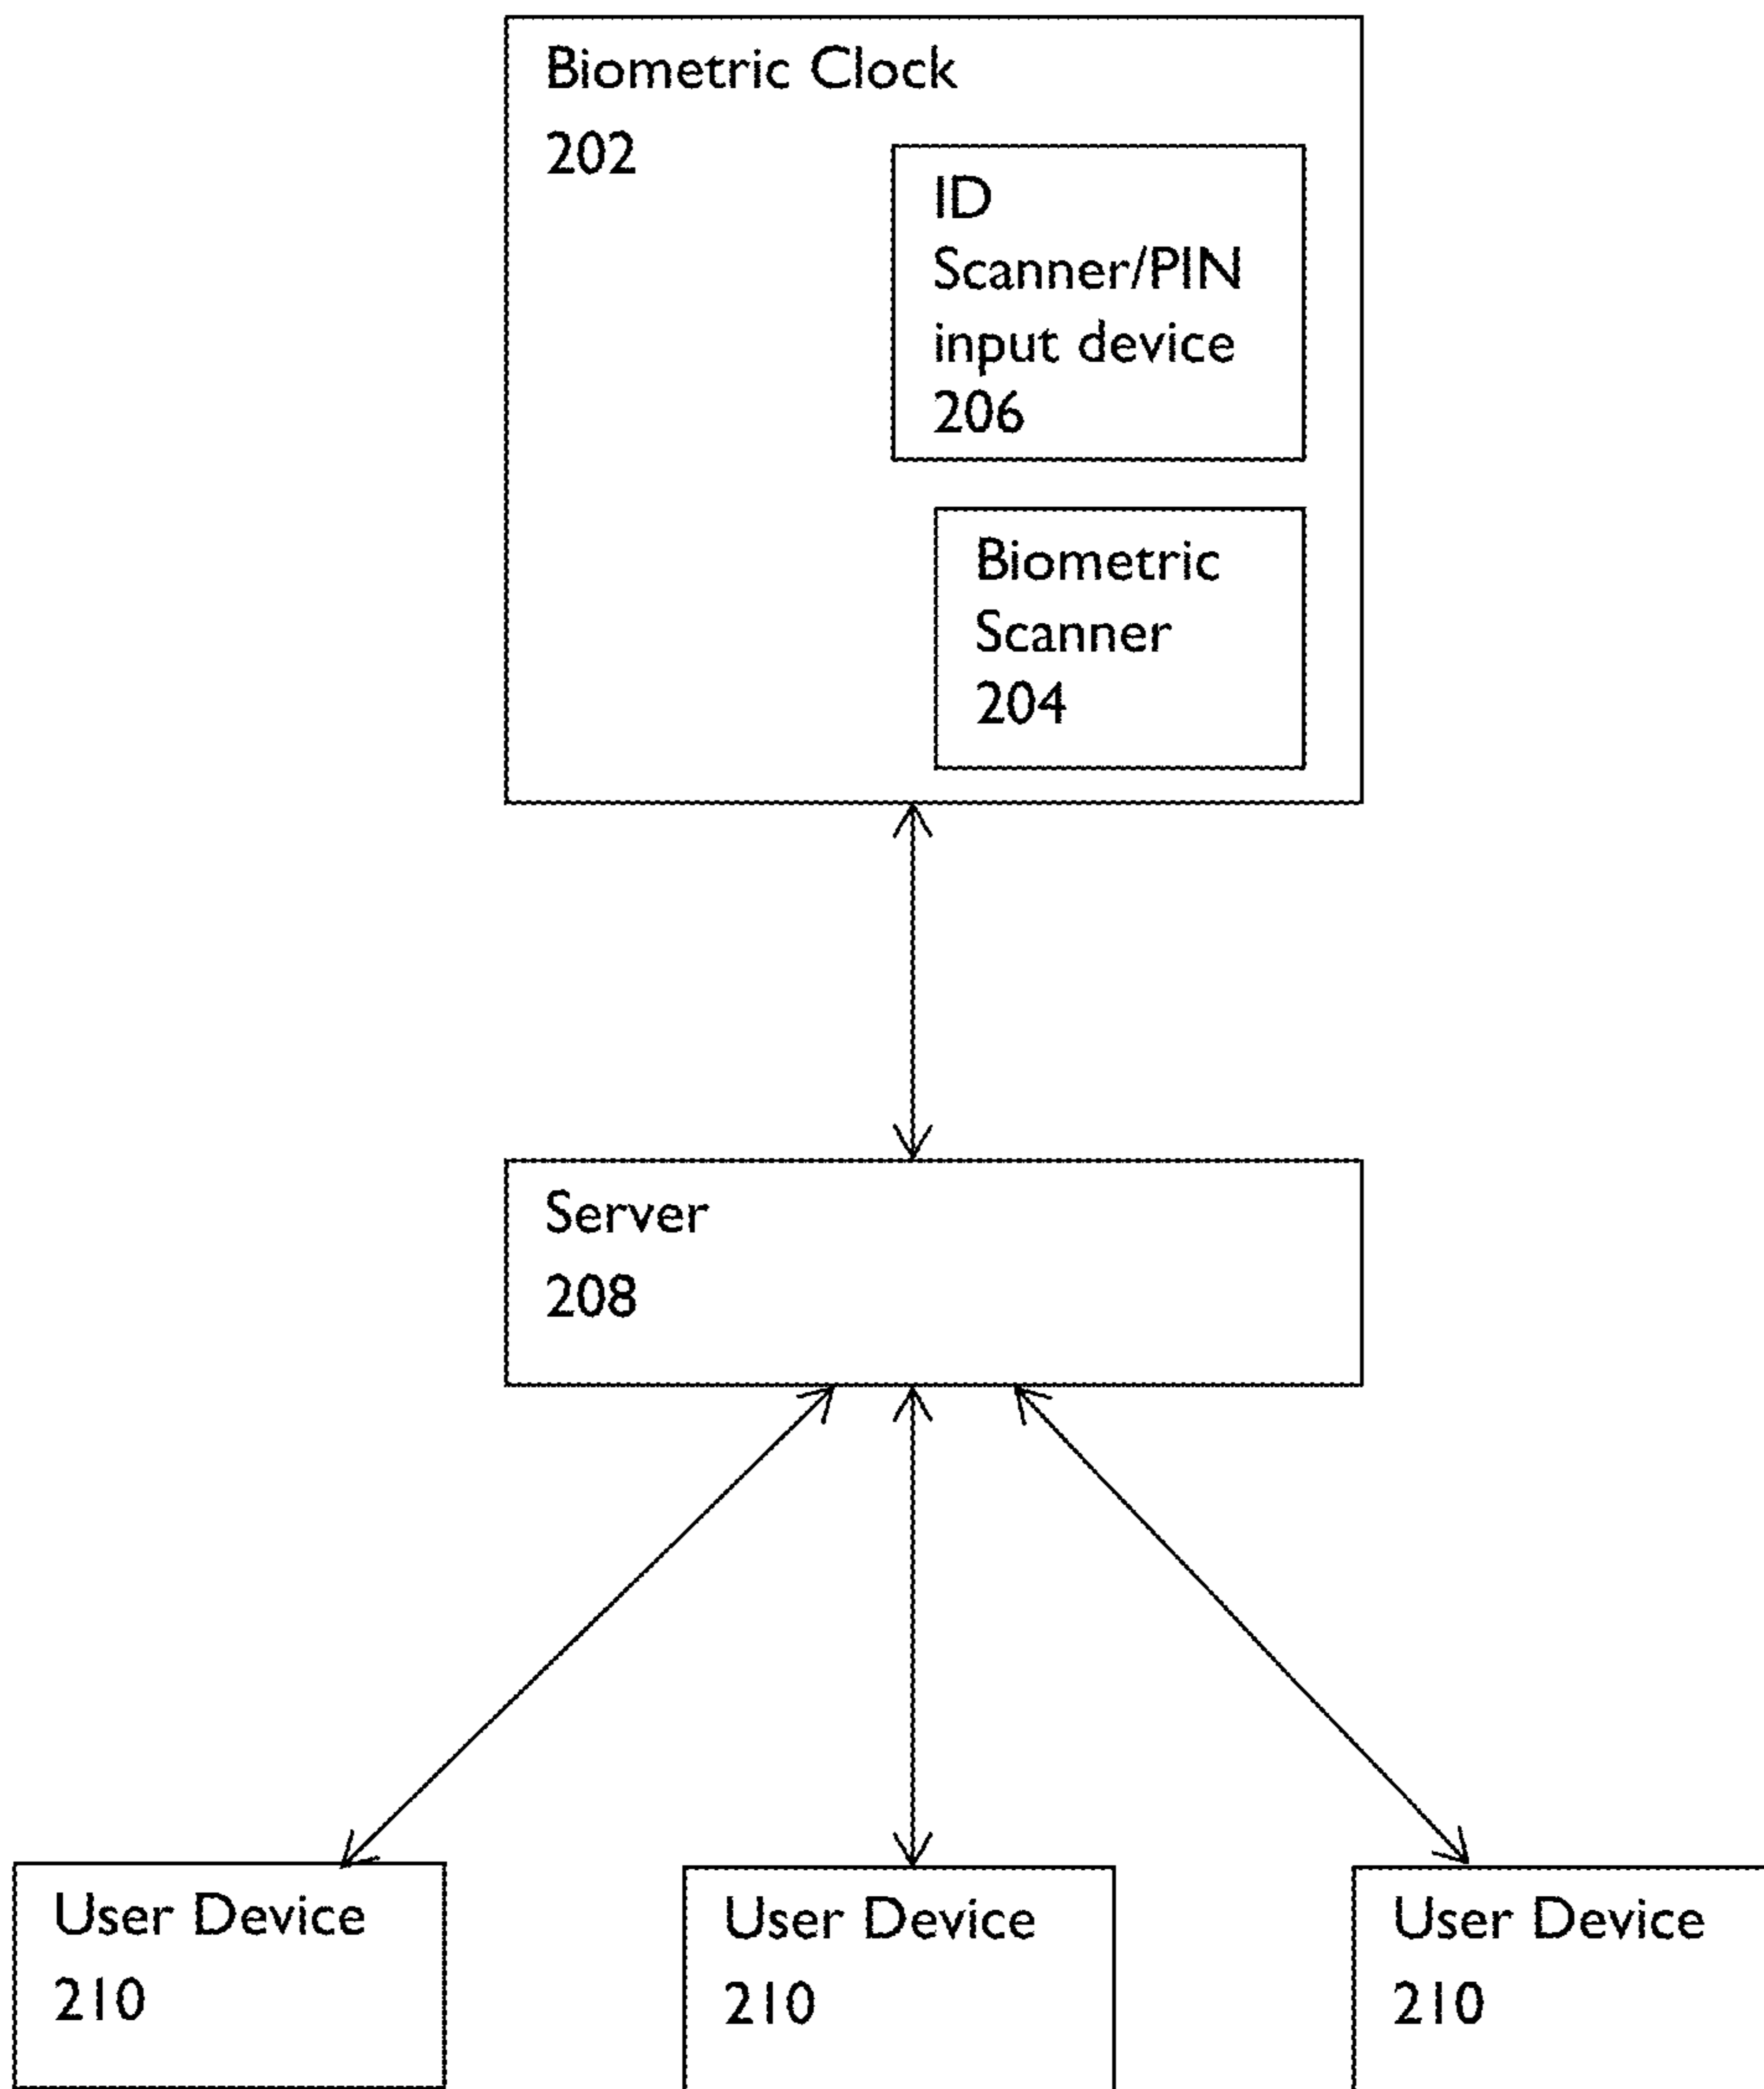 Biometric Clock
202
ID
Scanner/PIN
input device
206
Biometric
Scanner
204
Server
208
User Device
210
User Device
210
User Device
210